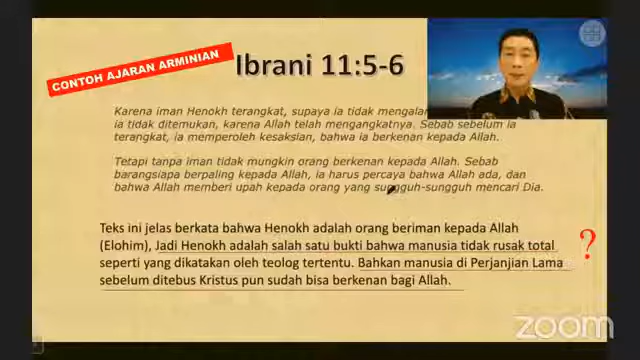 CONTOH AJARAN ARMINIAN
Ibrani 11:5-6
Karena iman Henokh terangkat, supaya ia tidak mengalam
ia tidak ditemukan, karena Allah telah mengangkatnya. Sebab sebelum ia
terangkat, ia memperoleh kesaksian, bahwa ia berkenan kepada Allah.
Tetapi tanpa iman tidak mungkin orang berkenan kepada Allah. Sebab
barangsiapa berpaling kepada Allah, ia harus percaya bahwa Allah ada, dan
bahwa Allah memberi upah kepada orang yang sungguh-sungguh mencari Dia.
Teks ini jelas berkata bahwa Henokh adalah orang beriman kepada Allah
(Elohim), Jadi Henokh adalah salah satu bukti bahwa manusia tidak rusak total
seperti yang dikatakan oleh teolog tertentu. Bahkan manusia di Perjanjian Lama
sebelum ditebus Kristus pun sudah bisa berkenan bagi Allah.
?
zoom